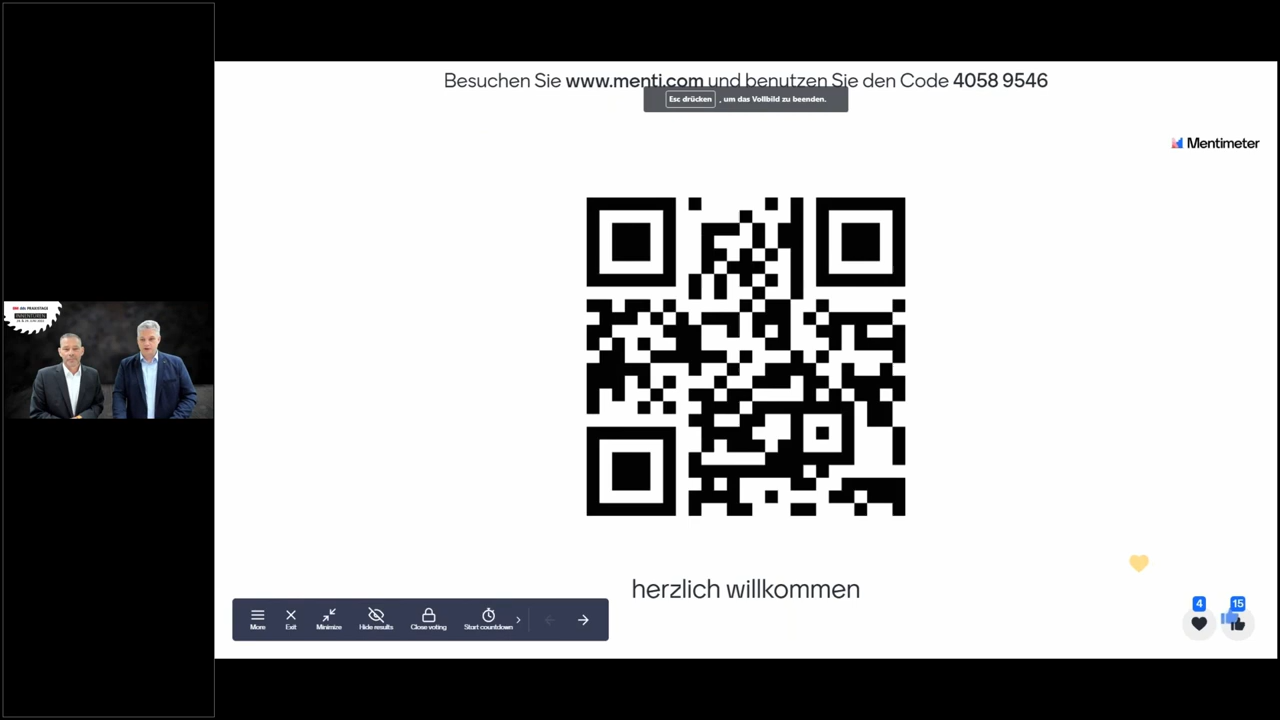 Besuchen Sie www.menti.com und benutzen Sie den Code 4058 9546
Esc drücken , um das Vollbild zu beenden.
Mentimeter
herzlich willkommen
More
Exit
Minimize
Hide results
Close voting
Start countdown
4
15